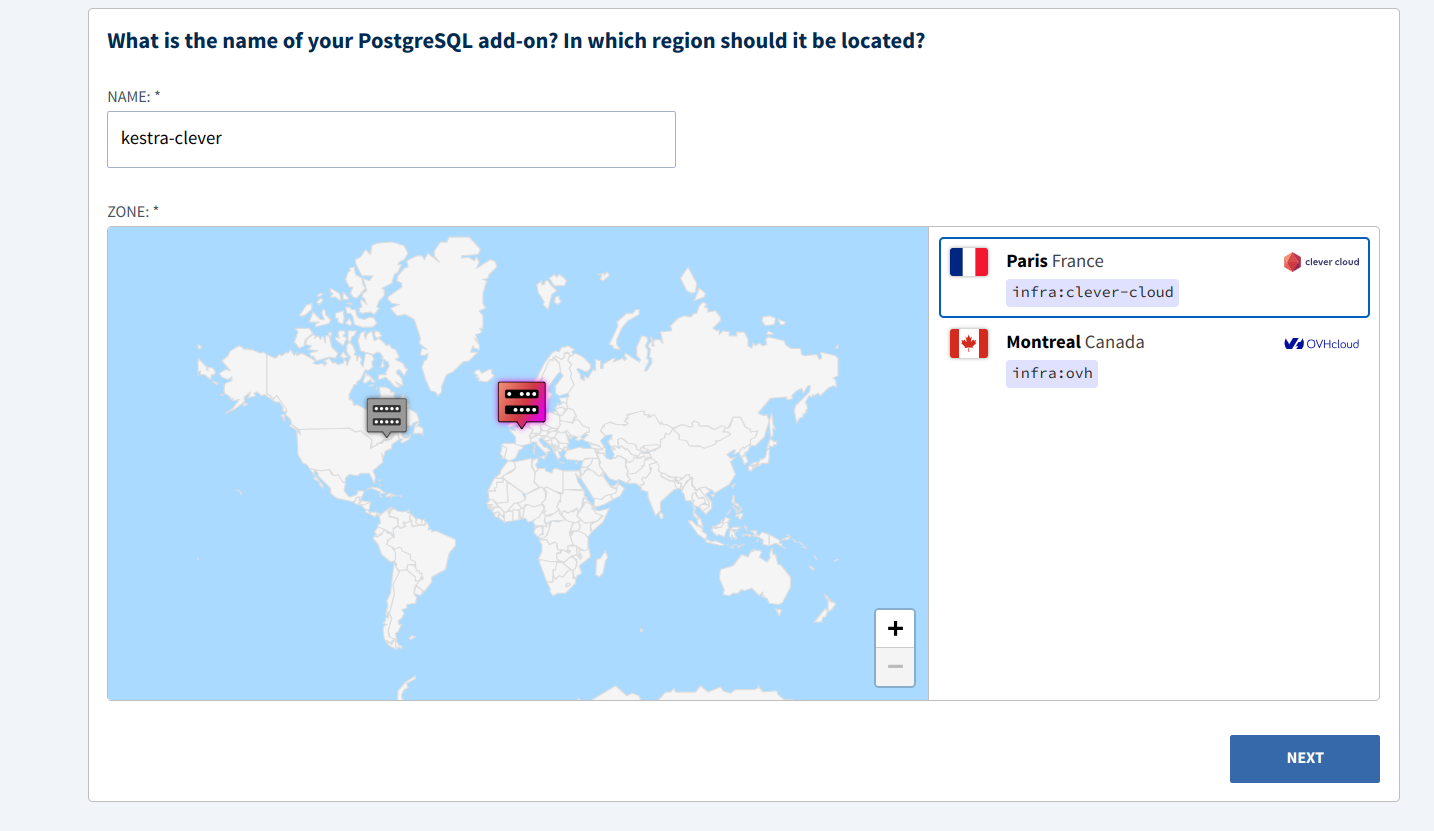 What is the name of your PostgreSQL add-on? In which region should it be located?
NAME: *
kestra-clever
ZONE: *
Paris France
clever cloud
infra:clever-cloud
Montreal Canada
OVHcloud
infra:ovh
+
−
NEXT